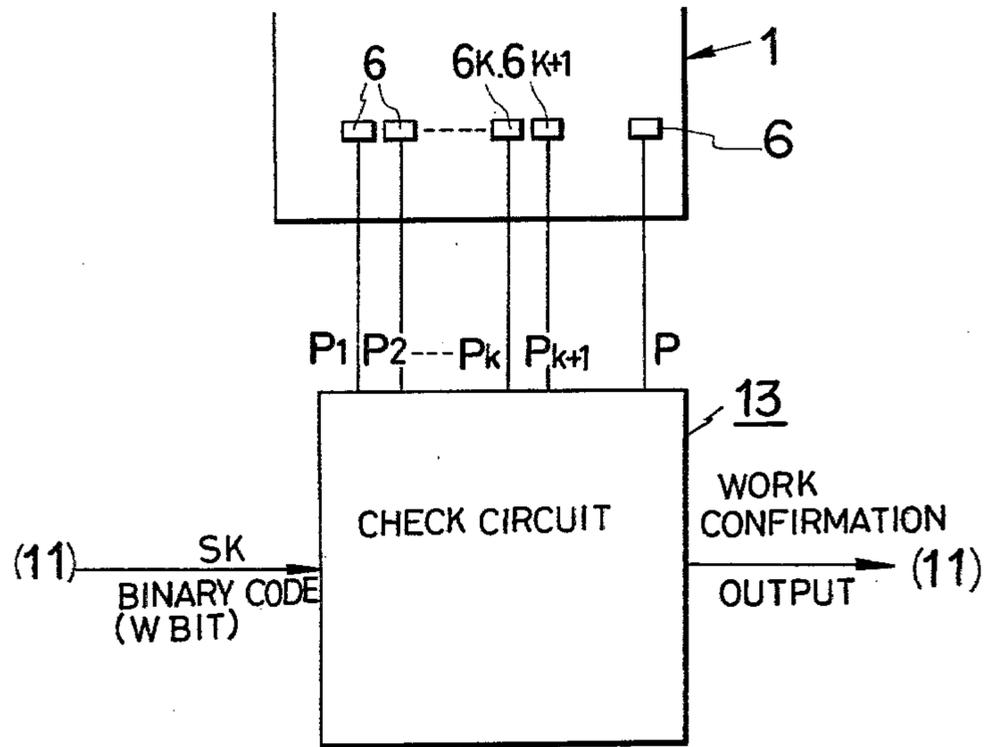 1
6
6K.6K+1
6
P1 P2 ---- Pk Pk+1 P
13
CHECK CIRCUIT
WORK
CONFIRMATION
OUTPUT
(11)
(11)
SK
BINARY CODE
(W BIT)